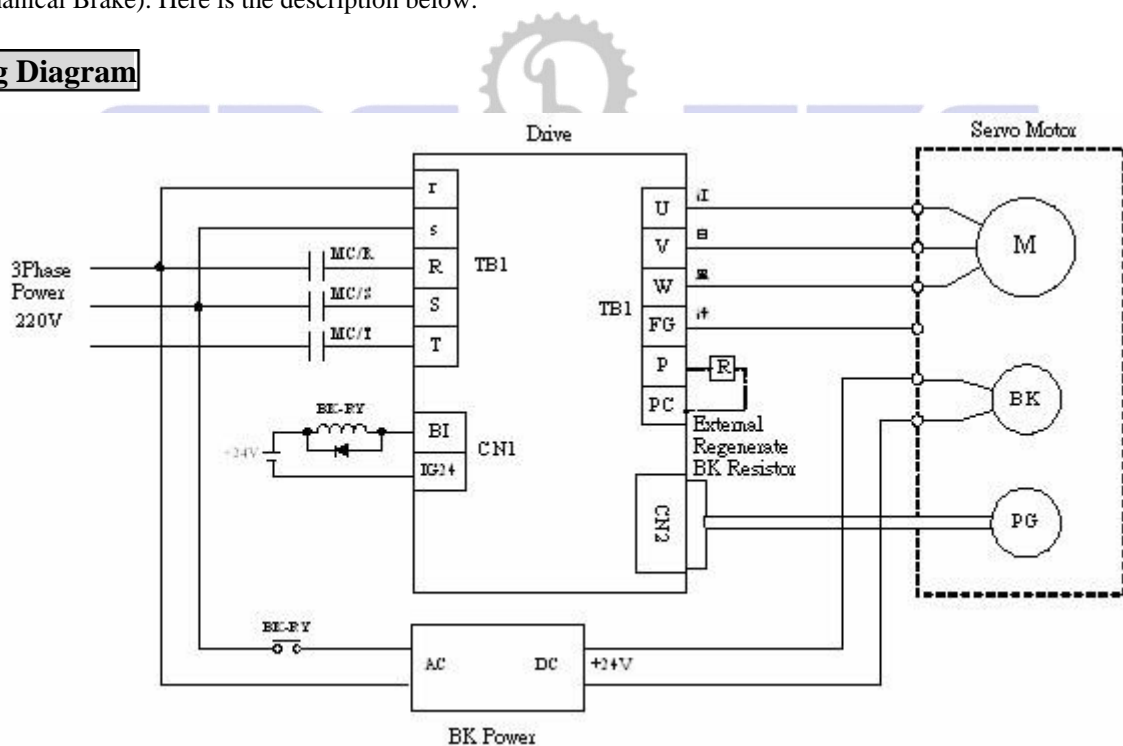 hanical Brake). Here is the description below:
g Diagram
Drive
Servo Motor
r
s
R
S
T
TB1
MC/R
MC/S
MC/T
3Phase
Power
220V
U
V
W
FG
P
PC
TB1
R
External
Regenerate
BK Resistor
M
BK
PG
BK-RY
+24V
BI
IG24
CN1
CN2
BK-RY
AC
DC
+24V
BK Power